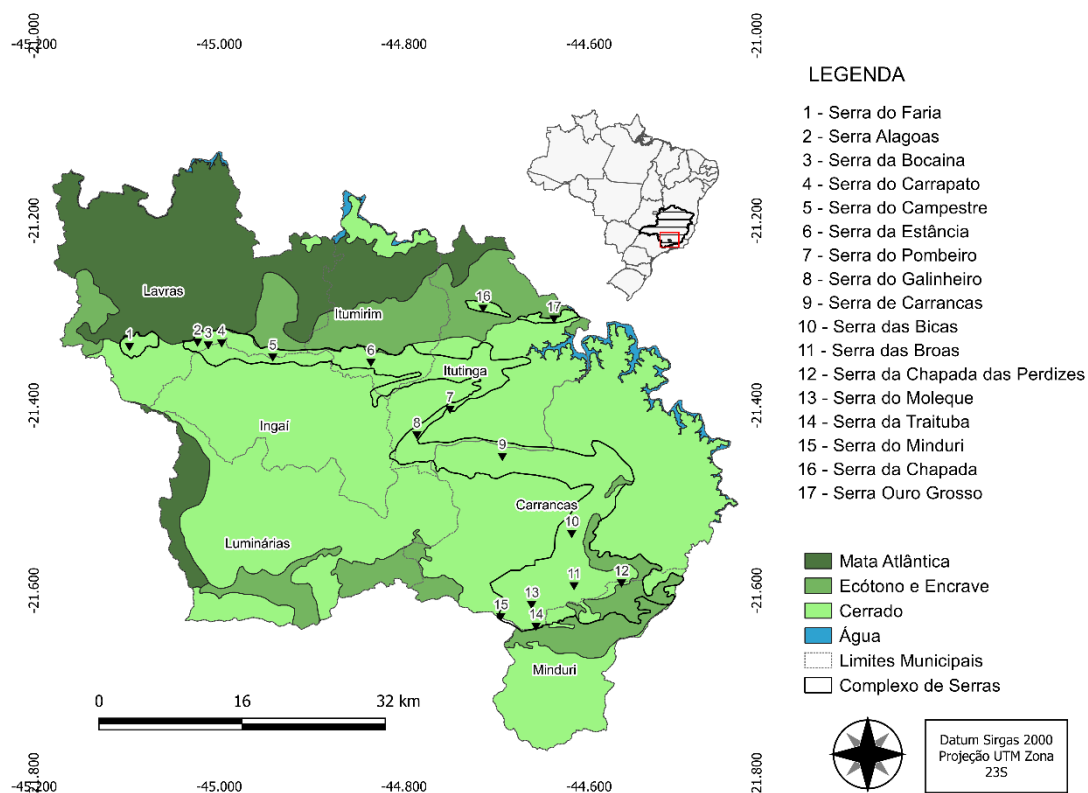 -45.200
-45.000
-44.800
-44.600
-21.000
-21.000
LEGENDA
1 - Serra do Faria
2 - Serra Alagoas
3 - Serra da Bocaina
4 - Serra do Carrapato
5 - Serra do Campestre
6 - Serra da Estância
7 - Serra do Pombeiro
8 - Serra do Galinheiro
9 - Serra de Carrancas
10 - Serra das Bicas
11 - Serra das Broas
12 - Serra da Chapada das Perdizes
13 - Serra do Moleque
14 - Serra da Traituba
15 - Serra do Minduri
16 - Serra da Chapada
17 - Serra Ouro Grosso
-21.200
-21.200
Lavras
16
Itumirim
17
1
2
3
4
5
6
Itutinga
-21.400
-21.400
7
Ingaí
8
9
Carrancas
10
Luminárias
-21.600
-21.600
11
12
13
14
15
Minduri
Mata Atlântica
Ecótono e Encrave
Cerrado
Água
Limites Municipais
Complexo de Serras
0
16
32 km
Datum Sirgas 2000
Projeção UTM Zona
23S
-21.800
-21.800
-45.200
-45.000
-44.800
-44.600